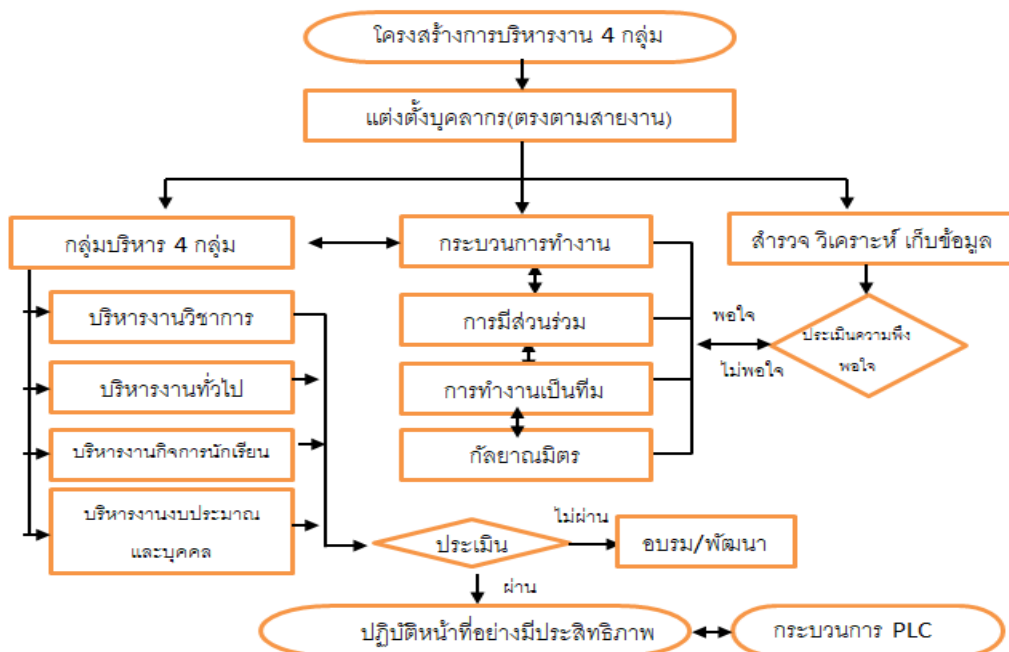 โครงสร้างการบริหารงาน 4 กลุ่ม
แต่งตั้งบุคลากร(ตรงตามสายงาน)
กลุ่มบริหาร 4 กลุ่ม
กระบวนการทำงาน
สำรวจ วิเคราะห์ เก็บข้อมูล
บริหารงานวิชาการ
การมีส่วนร่วม
พอใจ
ไม่พอใจ
ประเมินความพึง
พอใจ
บริหารงานทั่วไป
การทำงานเป็นทีม
บริหารงานกิจการนักเรียน
กัลยาณมิตร
บริหารงานงบประมาณ
และบุคคล
ประเมิน
ไม่ผ่าน
อบรม/พัฒนา
ผ่าน
ปฏิบัติหน้าที่อย่างมีประสิทธิภาพ
กระบวนการ PLC